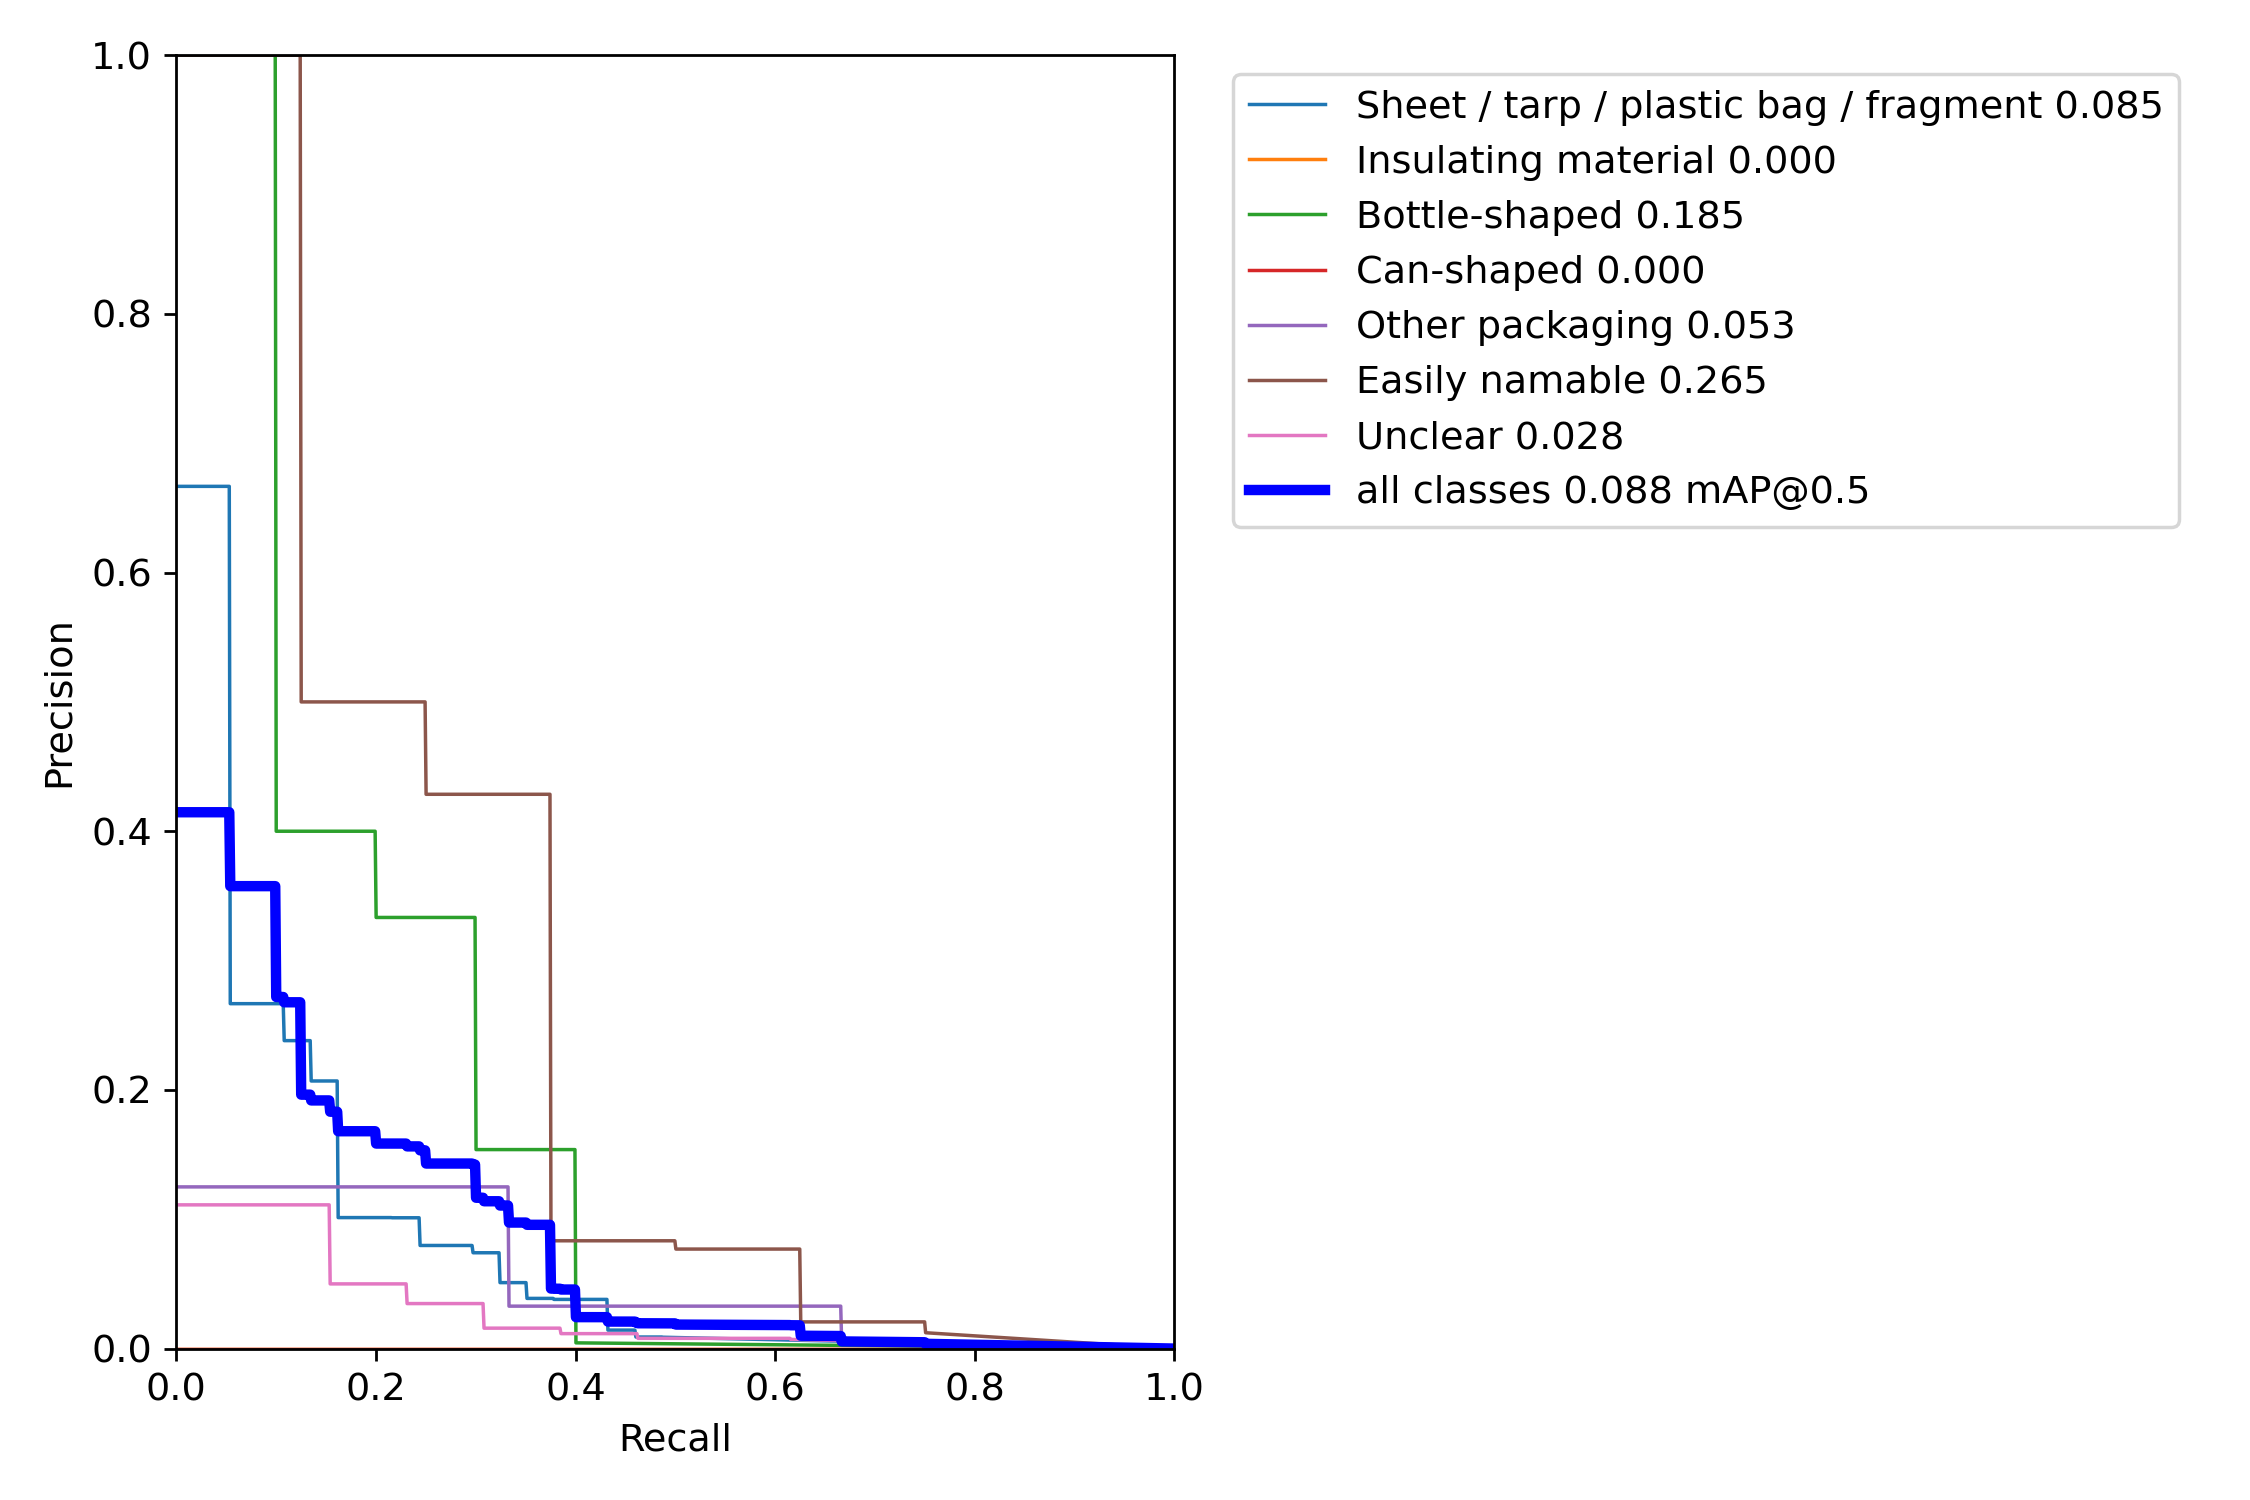 1.0
0.8
0.6
0.4
0.2
0.0
Precision
0.0 0.2 0.4 0.6 0.8 1.0
Recall
Sheet / tarp / plastic bag / fragment 0.085
Insulating material 0.000
Bottle-shaped 0.185
Can-shaped 0.000
Other packaging 0.053
Easily namable 0.265
Unclear 0.028
all classes 0.088 mAP@0.5